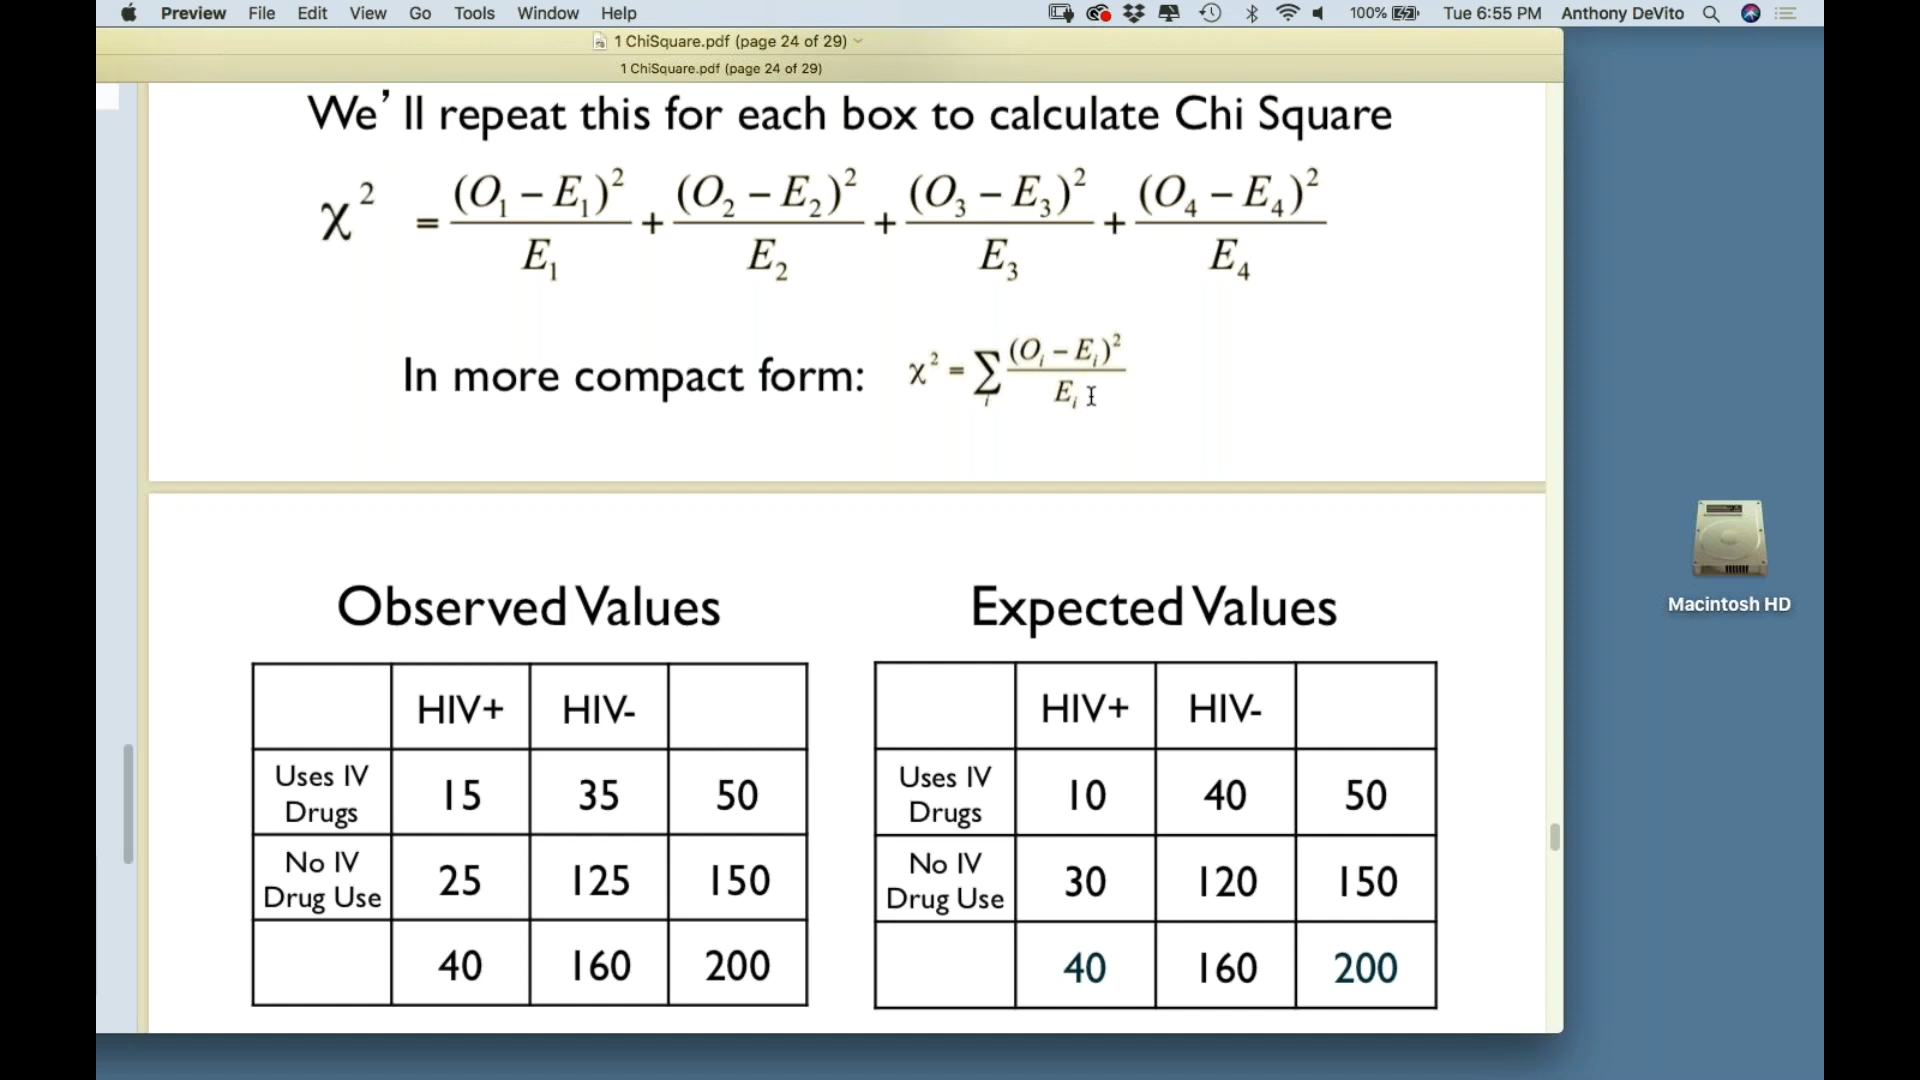 Preview File Edit View Go Tools Window Help 100% Tue 6:55 PM Anthony DeVito
1 ChiSquare.pdf (page 24 of 29)
1 ChiSquare.pdf (page 24 of 29)
We'll repeat this for each box to calculate Chi Square
χ² = (O₁ − E₁)²/E₁ + (O₂ − E₂)²/E₂ + (O₃ − E₃)²/E₃ + (O₄ − E₄)²/E₄
In more compact form: χ² = ∑ᵢ (Oᵢ − Eᵢ)²/Eᵢ
Macintosh HD
Observed Values
HIV+ HIV-
Uses IV Drugs 15 35 50
No IV Drug Use 25 125 150
40 160 200
Expected Values
HIV+ HIV-
Uses IV Drugs 10 40 50
No IV Drug Use 30 120 150
40 160 200